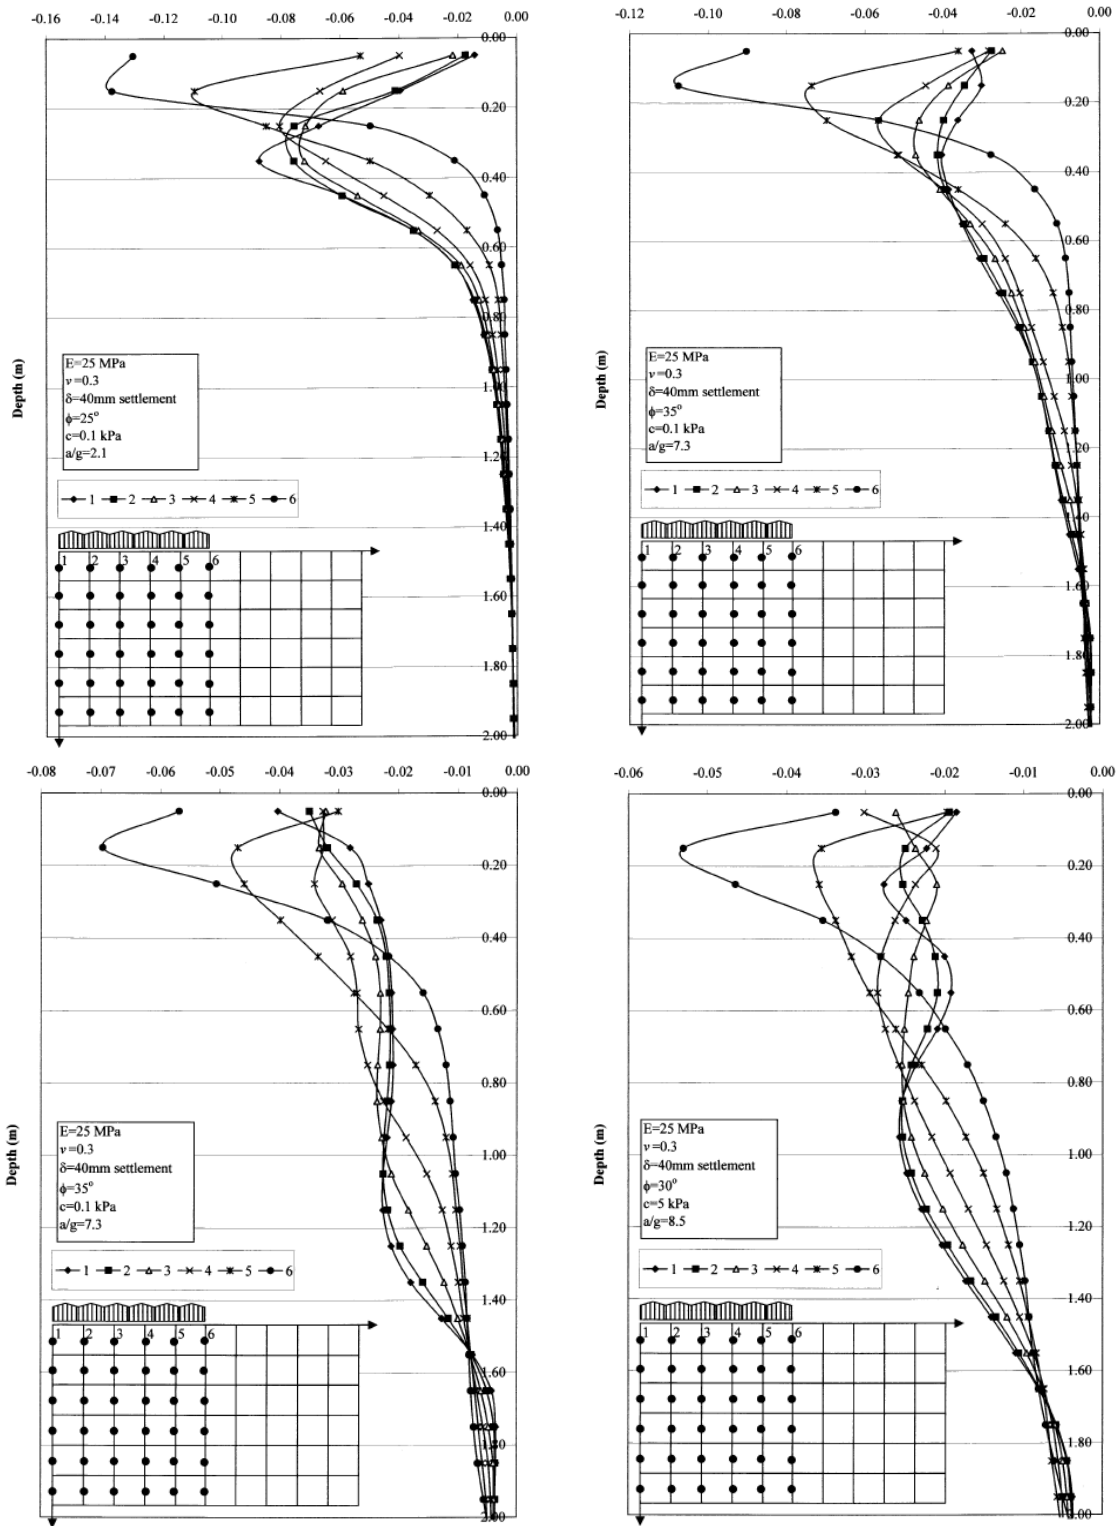 -0.16 -0.14 -0.12 -0.10 -0.08 -0.06 -0.04 -0.02 0.00
0.00
0.20
0.40
0.60
0.80
1.00
1.20
1.40
1.60
1.80
2.00
Depth (m)
E=25 MPa
ν=0.3
δ=40mm settlement
ϕ=25°
c=0.1 kPa
a/g=2.1
1 2 3 4 5 6
1 2 3 4 5 6
-0.12 -0.10 -0.08 -0.06 -0.04 -0.02 0.00
0.00
0.20
0.40
0.60
0.80
1.00
1.20
1.40
1.60
1.80
2.00
Depth (m)
E=25 MPa
ν=0.3
δ=40mm settlement
ϕ=35°
c=0.1 kPa
a/g=7.3
1 2 3 4 5 6
1 2 3 4 5 6
-0.08 -0.07 -0.06 -0.05 -0.04 -0.03 -0.02 -0.01 0.00
0.00
0.20
0.40
0.60
0.80
1.00
1.20
1.40
1.60
1.80
2.00
Depth (m)
E=25 MPa
ν=0.3
δ=40mm settlement
ϕ=35°
c=0.1 kPa
a/g=7.3
1 2 3 4 5 6
1 2 3 4 5 6
-0.06 -0.05 -0.04 -0.03 -0.02 -0.01 0.00
0.00
0.20
0.40
0.60
0.80
1.00
1.20
1.40
1.60
1.80
2.00
Depth (m)
E=25 MPa
ν=0.3
δ=40mm settlement
ϕ=30°
c=5 kPa
a/g=8.5
1 2 3 4 5 6
1 2 3 4 5 6